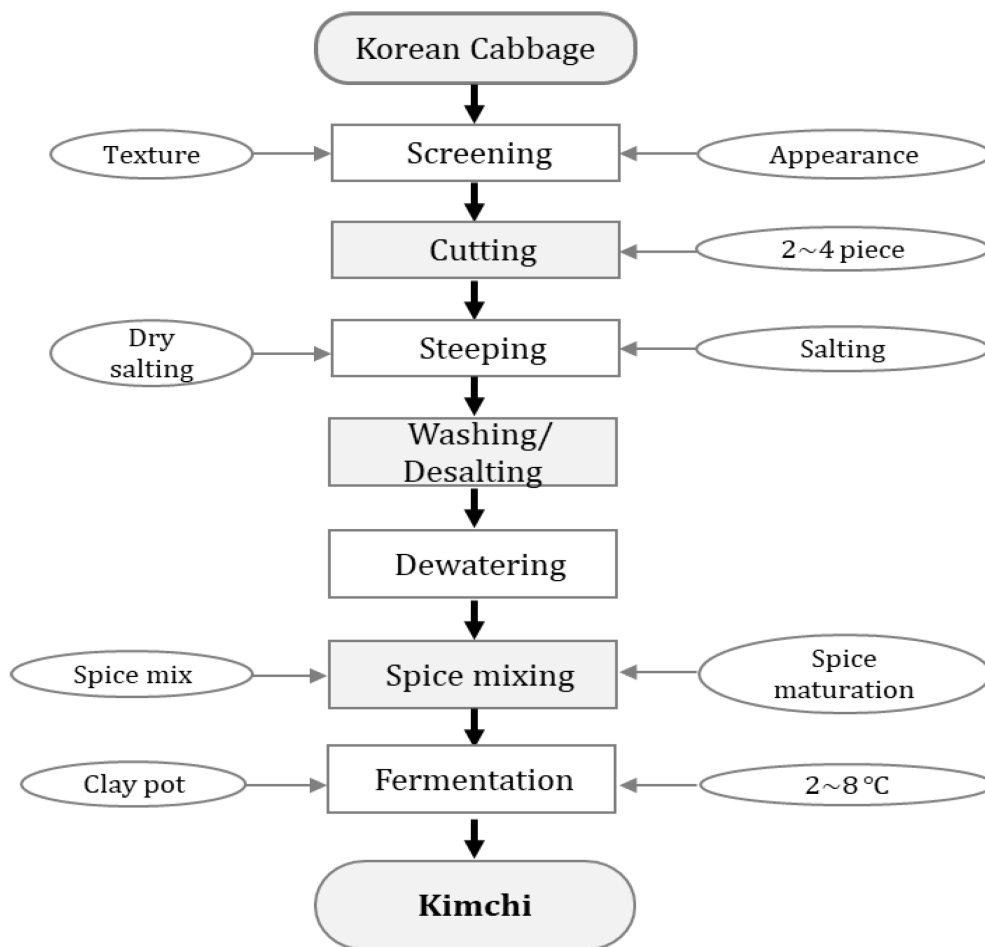 Korean Cabbage
Texture
Screening
Appearance
Cutting
2~4 piece
Dry
salting
Steeping
Salting
Washing/
Desalting
Dewatering
Spice mix
Spice mixing
Spice
maturation
Clay pot
Fermentation
2~8 ℃
Kimchi